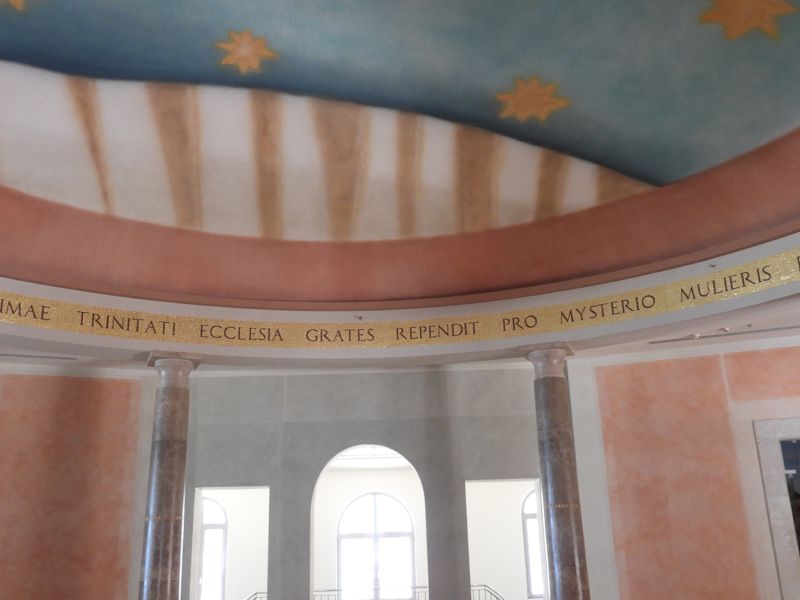 IMAE TRINITATI ECCLESIA GRATES REPENDIT PRO MYSTERIO MULIERIS